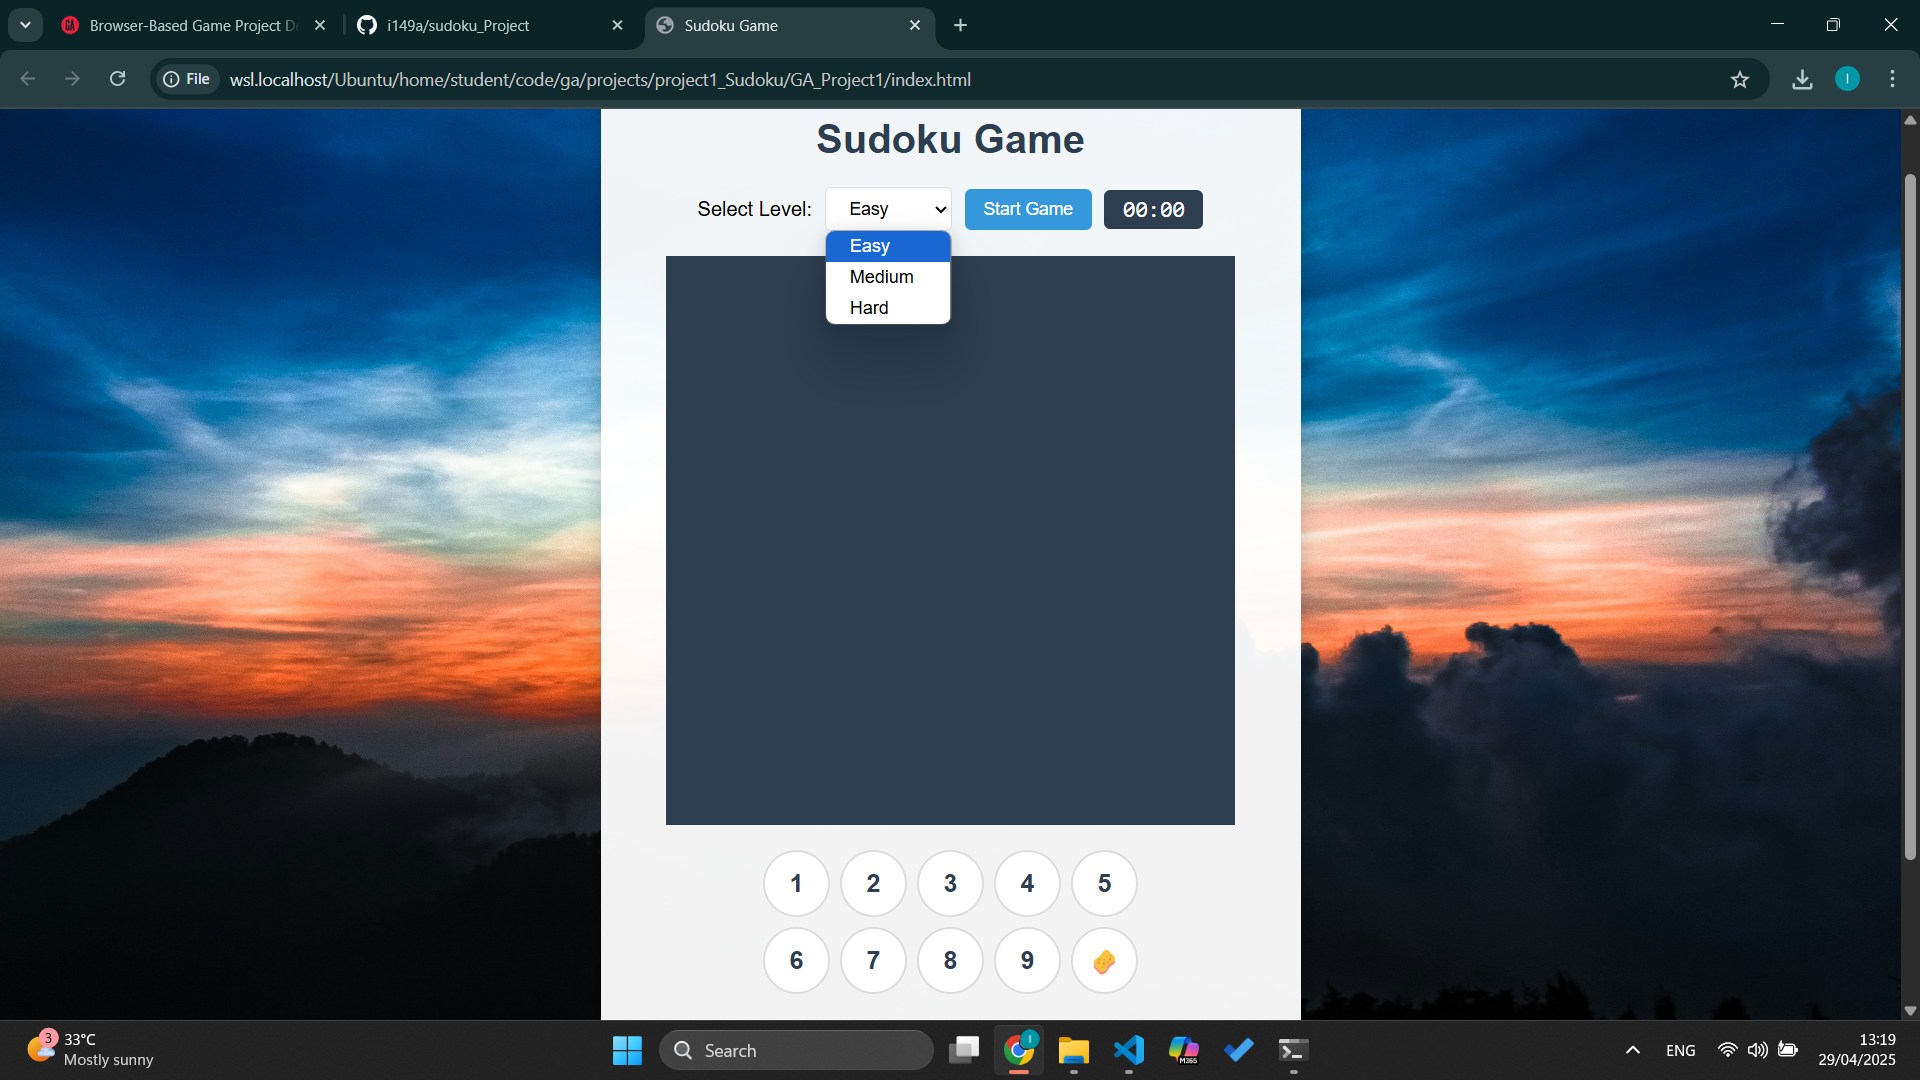 Browser-Based Game Project D
i149a/sudoku_Project
Sudoku Game
File
wsl.localhost/Ubuntu/home/student/code/ga/projects/project1_Sudoku/GA_Project1/index.html
I
Sudoku Game
Select Level:
Easy
Start Game
00:00
Easy
Medium
Hard
1
2
3
4
5
6
7
8
9
3
33°C
Mostly sunny
Search
I
M365
ENG
13:19
29/04/2025